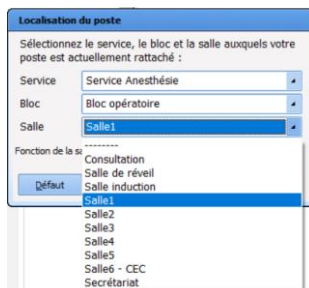 Localisation du poste
Sélectionnez le service, le bloc et la salle auxquels votre
poste est actuellement rattaché :
Service Service Anesthésie
Bloc Bloc opératoire
Salle Salle1
Fonction de la
--------
Consultation
Salle de réveil
Défaut
Salle induction
Salle1
Salle2
Salle3
Salle4
Salle5
Salle6 - CEC
Secrétariat